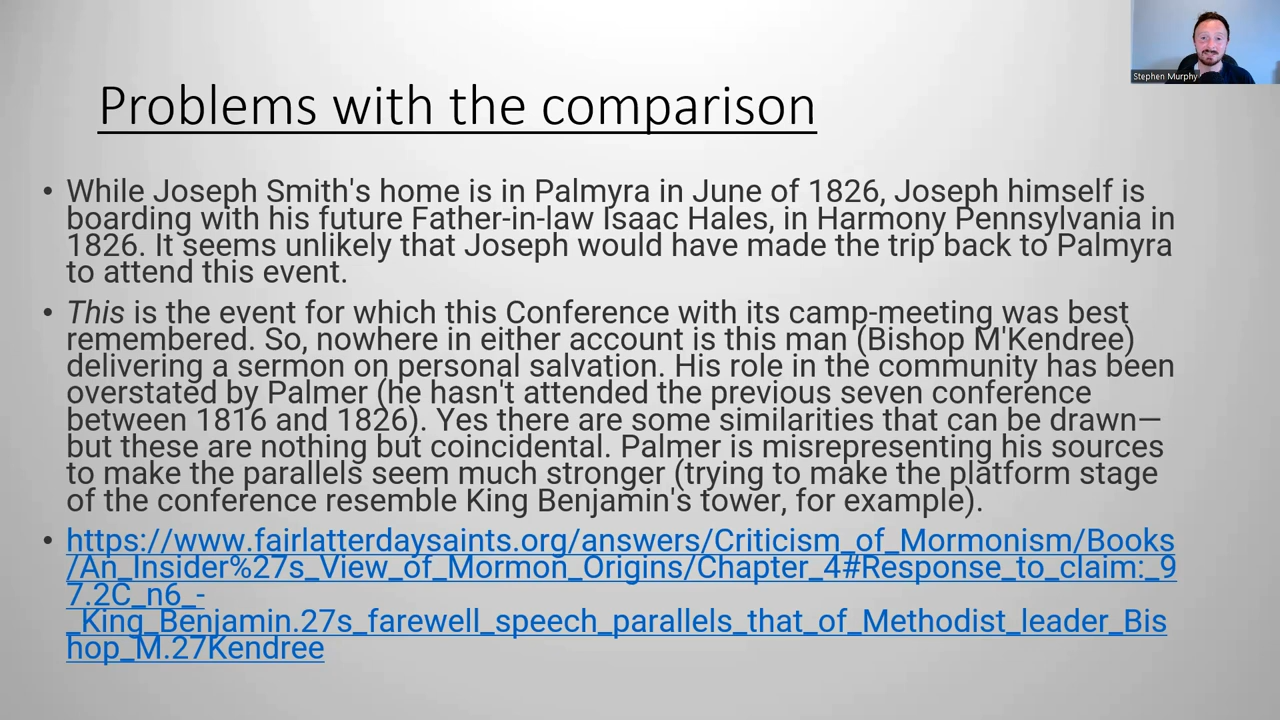 Stephen Murphy
Problems with the comparison
• While Joseph Smith's home is in Palmyra in June of 1826, Joseph himself is
boarding with his future Father-in-law Isaac Hales, in Harmony Pennsylvania in
1826. It seems unlikely that Joseph would have made the trip back to Palmyra
to attend this event.
• This is the event for which this Conference with its camp-meeting was best
remembered. So, nowhere in either account is this man (Bishop M'Kendree)
delivering a sermon on personal salvation. His role in the community has been
overstated by Palmer (he hasn't attended the previous seven conference
between 1816 and 1826). Yes there are some similarities that can be drawn—
but these are nothing but coincidental. Palmer is misrepresenting his sources
to make the parallels seem much stronger (trying to make the platform stage
of the conference resemble King Benjamin's tower, for example).
• https://www.fairlatterdaysaints.org/answers/Criticism_of_Mormonism/Books
/An_Insider%27s_View_of_Mormon_Origins/Chapter_4#Response_to_claim:_9
7.2C_n6_-
_King_Benjamin.27s_farewell_speech_parallels_that_of_Methodist_leader_Bis
hop_M.27Kendree